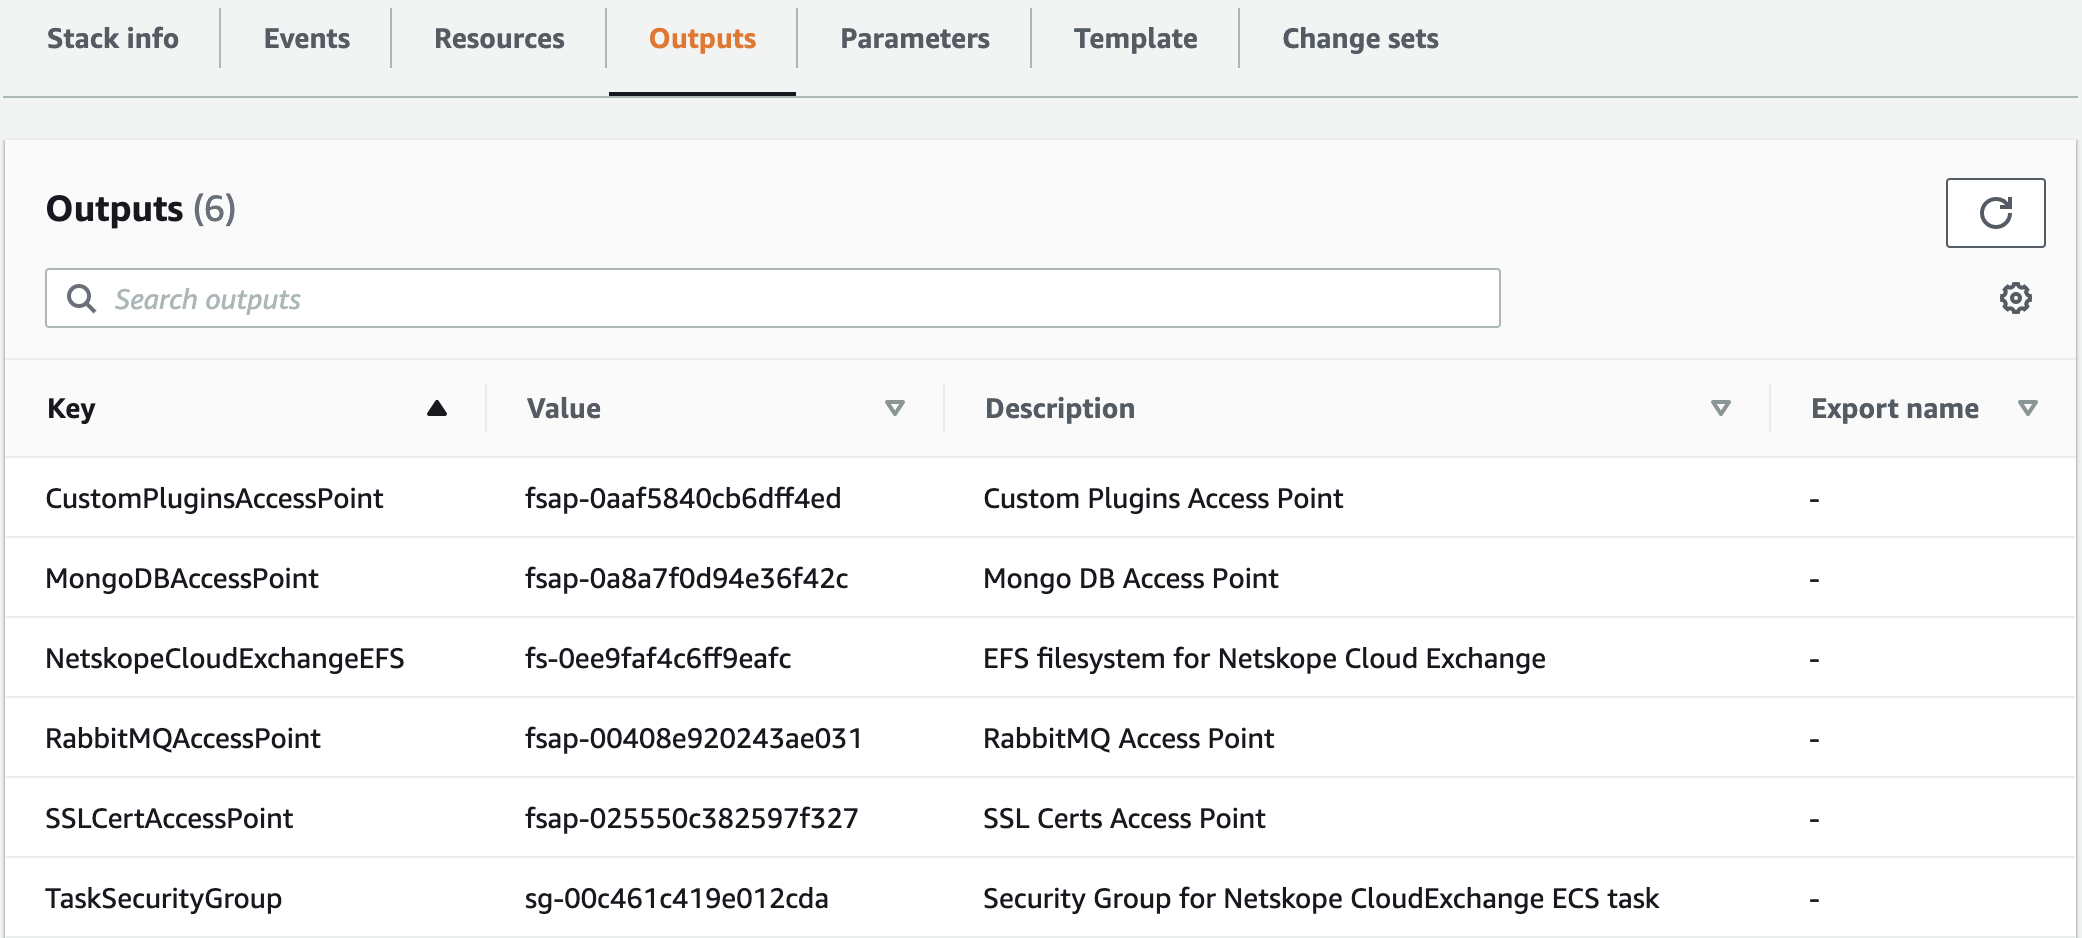 Stack info Events Resources Outputs Parameters Template Change sets
Outputs (6)
Search outputs
Key Value Description Export name
CustomPluginsAccessPoint fsap-0aaf5840cb6dff4ed Custom Plugins Access Point -
MongoDBAccessPoint fsap-0a8a7f0d94e36f42c Mongo DB Access Point -
NetskopeCloudExchangeEFS fs-0ee9faf4c6ff9eafc EFS filesystem for Netskope Cloud Exchange -
RabbitMQAccessPoint fsap-00408e920243ae031 RabbitMQ Access Point -
SSLCertAccessPoint fsap-025550c382597f327 SSL Certs Access Point -
TaskSecurityGroup sg-00c461c419e012cda Security Group for Netskope CloudExchange ECS task -